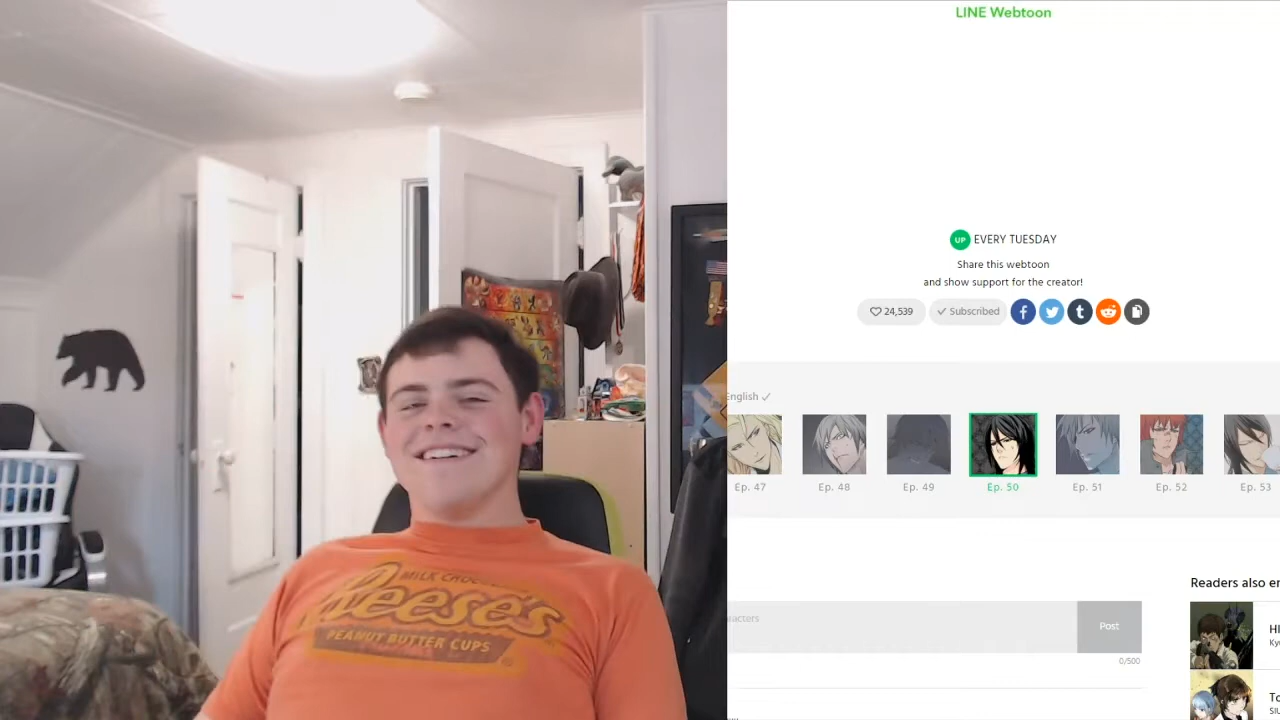 LINE Webtoon
UP EVERY TUESDAY
Share this webtoon
and show support for the creator!
24,539
Subscribed
English
Ep. 47
Ep. 48
Ep. 49
Ep. 50
Ep. 51
Ep. 52
Ep. 53
Readers also en
Post
0/500
MILK CHOC
Reese's
PEANUT BUTTER CUPS